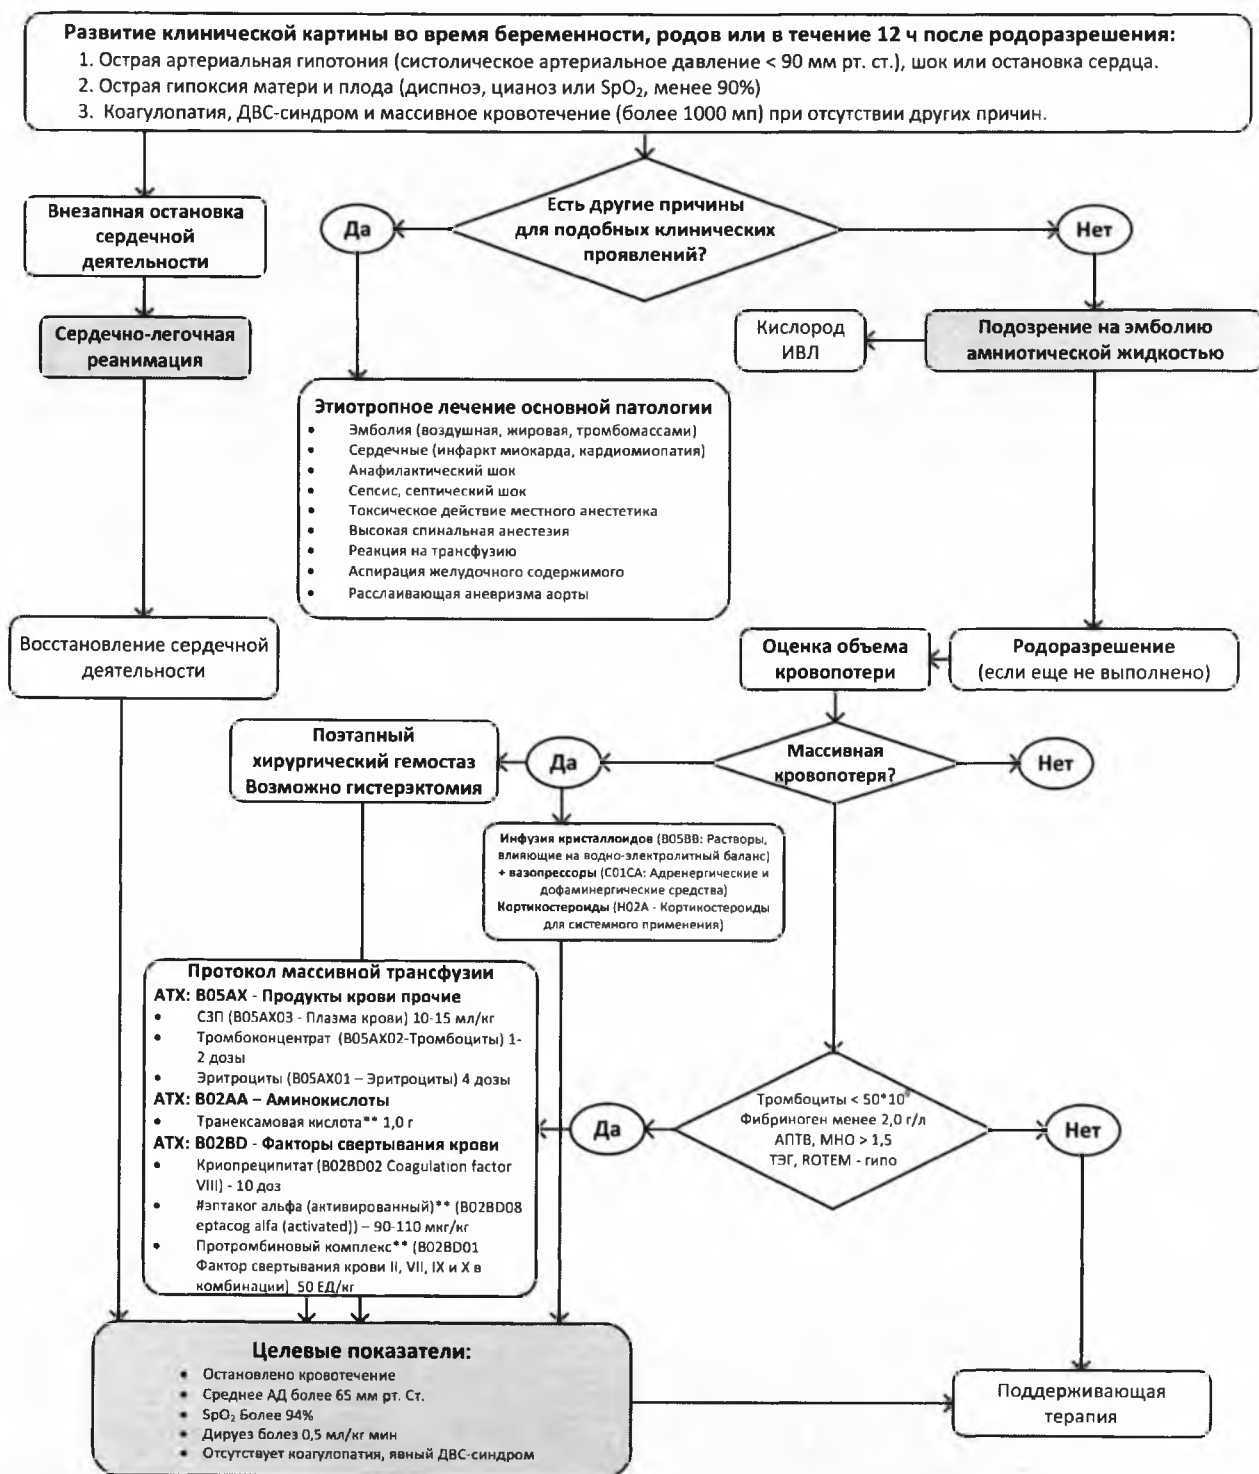 Развитие клинической картины во время беременности, родов или в течение 12 ч после родоразрешения:
1. Острая артериальная гипотония (систолическое артериальное давление < 90 мм рт. ст.), шок или остановка сердца.
2. Острая гипоксия матери и плода (диспноэ, цианоз или SpO₂, менее 90%)
3. Коагулопатия, ДВС-синдром и массивное кровотечение (более 1000 мп) при отсутствии других причин.
Внезапная остановка
сердечной
деятельности
Да
Есть другие причины
для подобных клинических
проявлений?
Нет
Сердечно-легочная
реанимация
Кислород
ИВЛ
Подозрение на эмболию
амниотической жидкостью
Этиотропное лечение основной патологии
• Эмболия (воздушная, жировая, тромбомассами)
• Сердечные (инфаркт миокарда, кардиомиопатия)
• Анафилактический шок
• Сепсис, септический шок
• Токсическое действие местного анестетика
• Высокая спинальная анестезия
• Реакция на трансфузию
• Аспирация желудочного содержимого
• Расслаивающая аневризма аорты
Восстановление сердечной
деятельности
Оценка объема
кровопотери
Родоразрешение
(если еще не выполнено)
Поэтапный
хирургический гемостаз
Возможно гистерэктомия
Да
Массивная
кровопотеря?
Нет
Инфузия кристаллоидов (B05BB: Растворы,
влияющие на водно-электролитный баланс)
+ вазопрессоры (C01CA: Адренергические и
дофаминергические средства)
Кортикостероиды (H02A - Кортикостероиды
для системного применения)
Протокол массивной трансфузии
АТХ: B05AX - Продукты крови прочие
• СЗП (B05AX03 - Плазма крови) 10-15 мл/кг
• Тромбоконцентрат (B05AX02-Тромбоциты) 1-
2 дозы
• Эритроциты (B05AX01 – Эритроциты) 4 дозы
АТХ: B02AA – Аминокислоты
• Транексамовая кислота** 1,0 г
АТХ: B02BD - Факторы свертывания крови
• Криопреципитат (B02BD02 Coagulation factor
VIII) - 10 доз
• #эптаког альфа (активированный)** (B02BD08
eptacog alfa (activated)) – 90-110 мкг/кг
• Протромбиновый комплекс** (B02BD01
Фактор свертывания крови II, VII, IX и X в
комбинации) 50 ЕД/кг
Да
Тромбоциты < 50*10⁹
Фибриноген менее 2,0 г/л
АПТВ, МНО > 1,5
ТЭГ, ROTEM - гипо
Нет
Целевые показатели:
• Остановлено кровотечение
• Среднее АД более 65 мм рт. Ст.
• SpO₂ Более 94%
• Дируез болез 0,5 мл/кг мин
• Отсутствует коагулопатия, явный ДВС-синдром
Поддерживающая
терапия